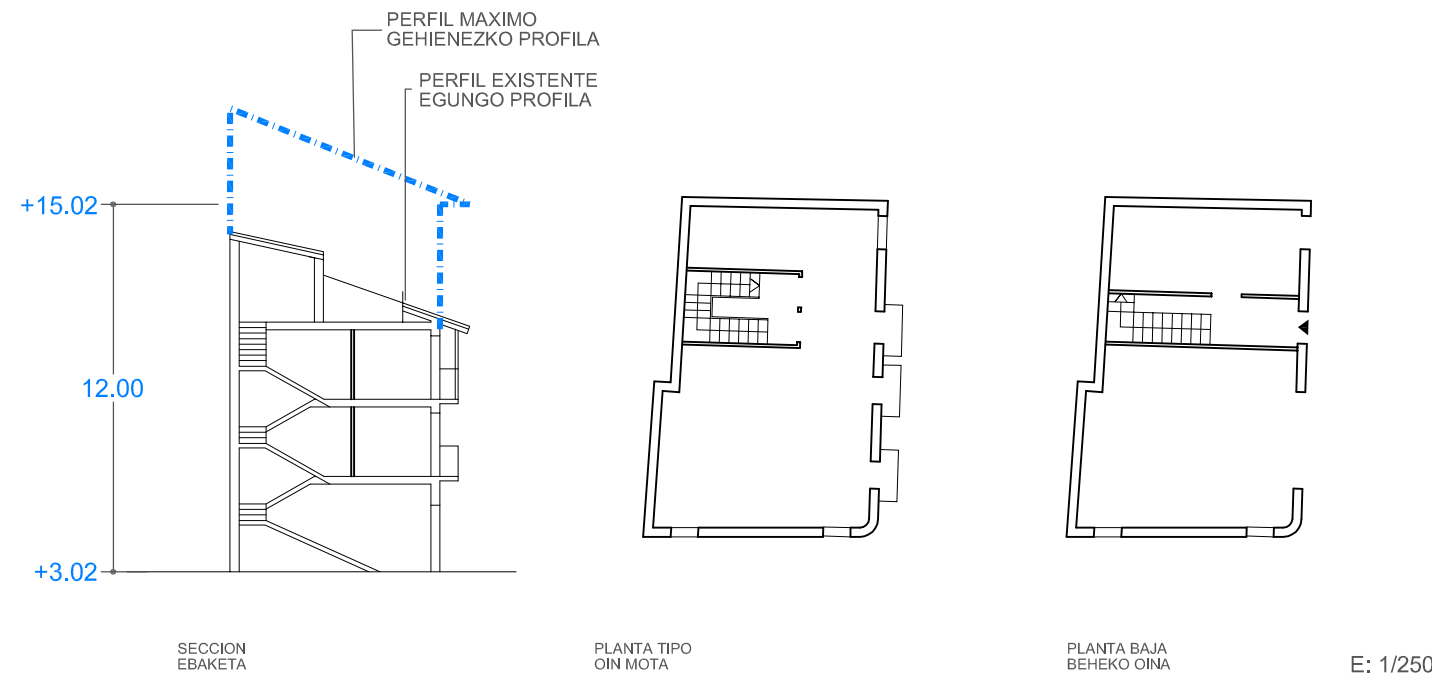 PERFIL MAXIMO
GEHIENEZKO PROFILA
PERFIL EXISTENTE
EGUNGO PROFILA
+15.02
12.00
+3.02
SECCION
EBAKETA
PLANTA TIPO
OIN MOTA
PLANTA BAJA
BEHEKO OINA
E: 1/250